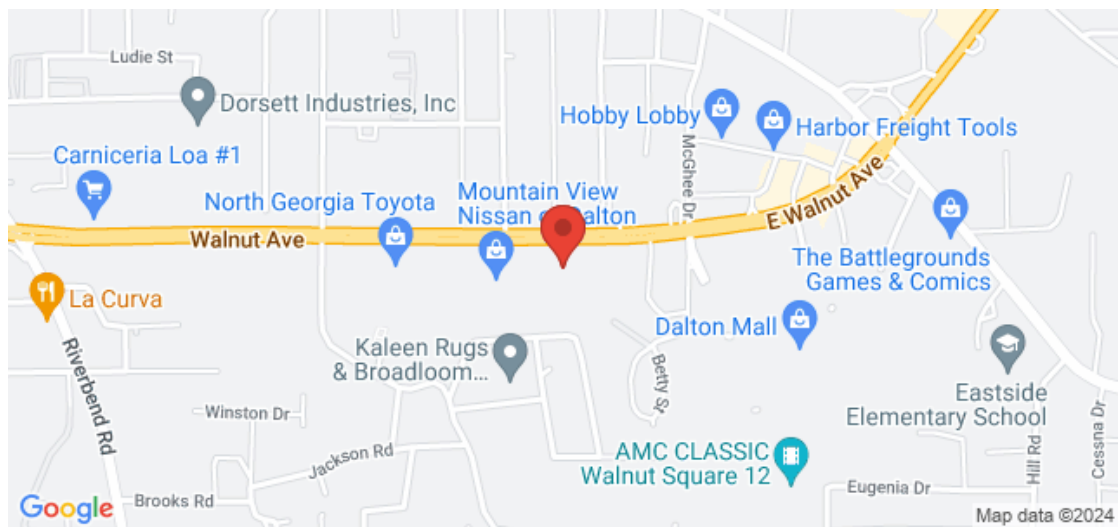 Ludie St
Dorsett Industries, Inc
Hobby Lobby
Harbor Freight Tools
McGhee Dr
Carniceria Loa #1
North Georgia Toyota
Mountain View
Nissan of Dalton
Walnut Ave
E Walnut Ave
The Battlegrounds
Games & Comics
La Curva
Dalton Mall
Kaleen Rugs
& Broadloom...
Riverbend Rd
Betty St
Eastside
Elementary School
Winston Dr
Jackson Rd
AMC CLASSIC
Walnut Square 12
Hill Rd
Cessna Dr
Eugenia Dr
Brooks Rd
Google
Map data ©2024